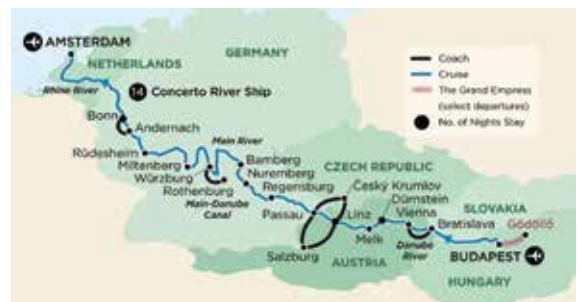 AMSTERDAM
NETHERLANDS
GERMANY
Rhine River
14 Concerto River Ship
Coach
Cruise
The Grand Empress
(select departures)
No. of Nights Stay
Bonn
Andernach
Rüdesheim
Main River
Miltenberg
Würzburg
Rothenburg
Bamberg
Nuremberg
Regensburg
Main-Danube
Canal
CZECH REPUBLIC
Český Krumlov
Dürnstein
Passau
Linz
Vienna
Bratislava
SLOVAKIA
Gödöllő
Melk
Danube
River
Salzburg
AUSTRIA
BUDAPEST
HUNGARY